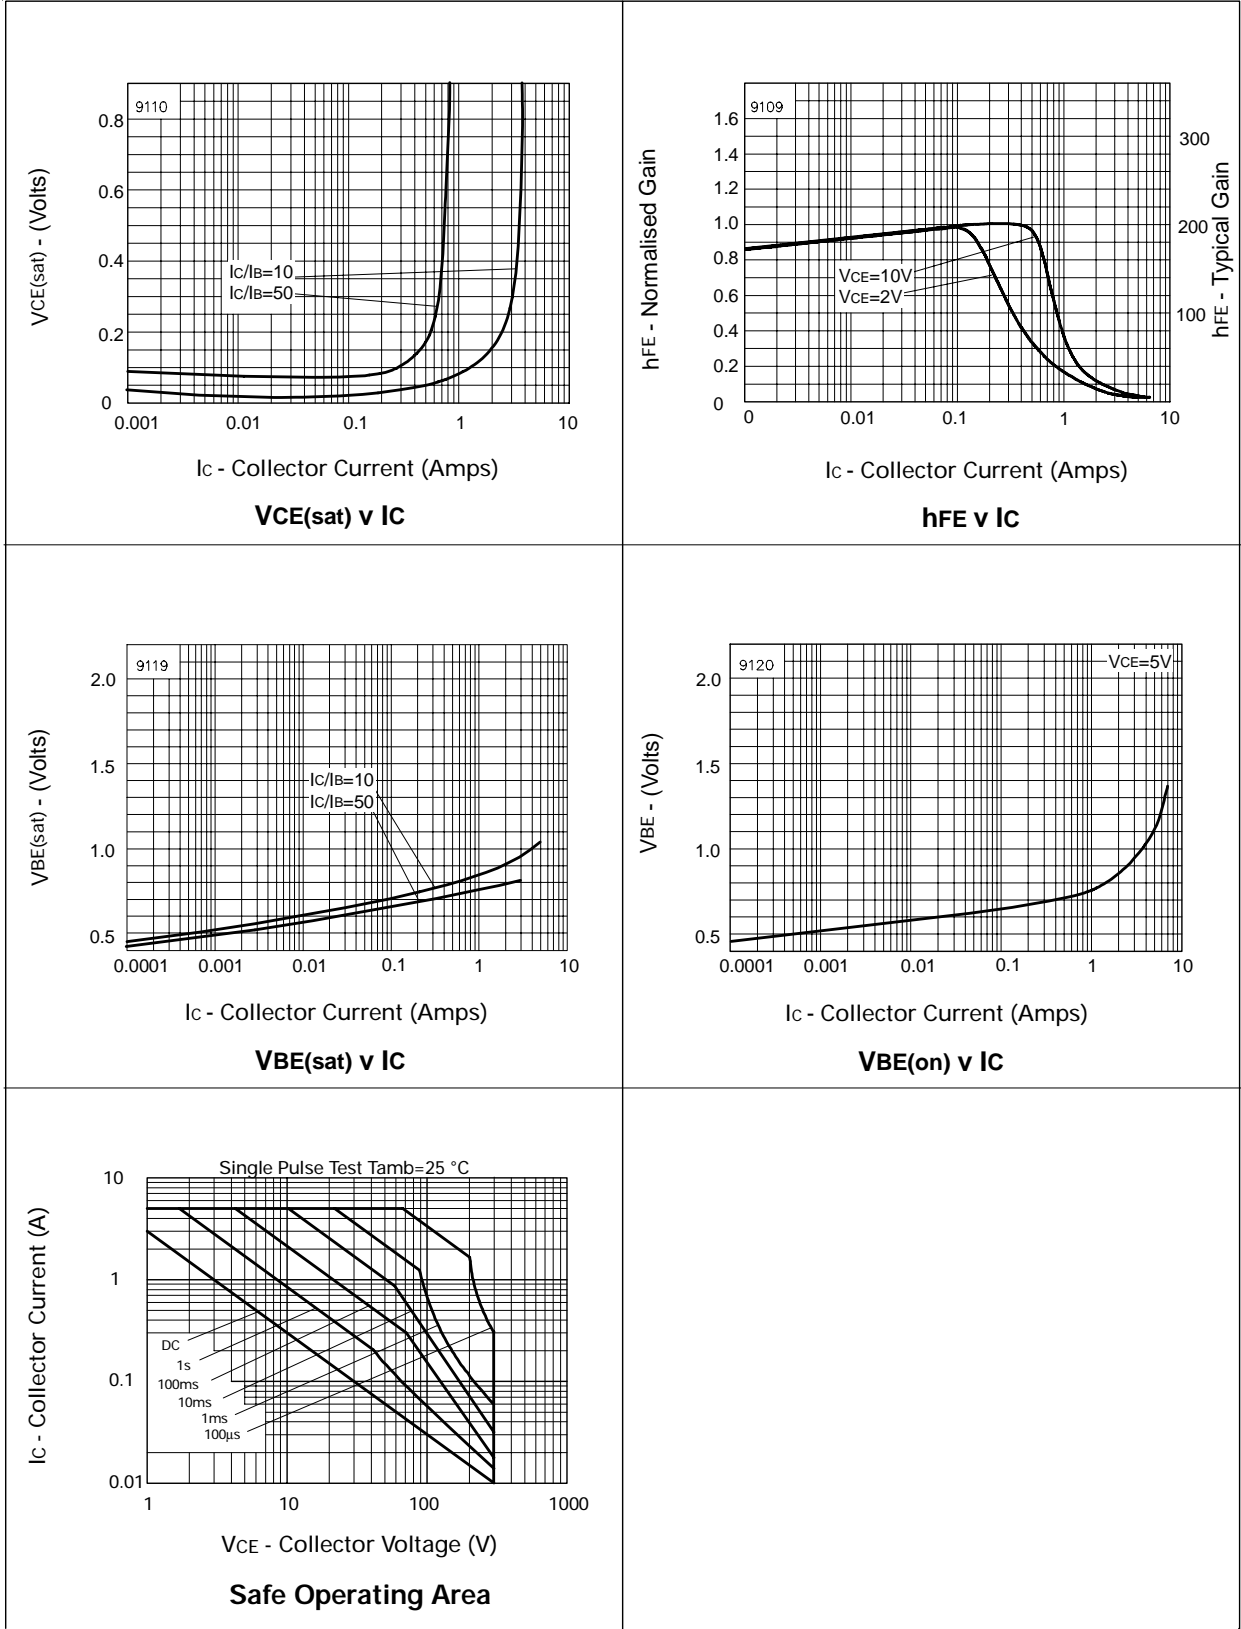 9110
0.8
0.6
0.4
0.2
0
VCE(sat) - (Volts)
IC/IB=10
IC/IB=50
0.001 0.01 0.1 1 10
IC - Collector Current (Amps)
VCE(sat) v IC
9109
1.6
1.4
1.2
1.0
0.8
0.6
0.4
0.2
0
hFE - Normalised Gain
300
200
100
hFE - Typical Gain
VCE=10V
VCE=2V
0 0.01 0.1 1 10
IC - Collector Current (Amps)
hFE v IC
9119
2.0
1.5
1.0
0.5
VBE(sat) - (Volts)
IC/IB=10
IC/IB=50
0.0001 0.001 0.01 0.1 1 10
IC - Collector Current (Amps)
VBE(sat) v IC
9120
VCE=5V
2.0
1.5
1.0
0.5
VBE - (Volts)
0.0001 0.001 0.01 0.1 1 10
IC - Collector Current (Amps)
VBE(on) v IC
Single Pulse Test Tamb=25 °C
10
1
0.1
0.01
IC - Collector Current (A)
DC
1s
100ms
10ms
1ms
100µs
1 10 100 1000
VCE - Collector Voltage (V)
Safe Operating Area